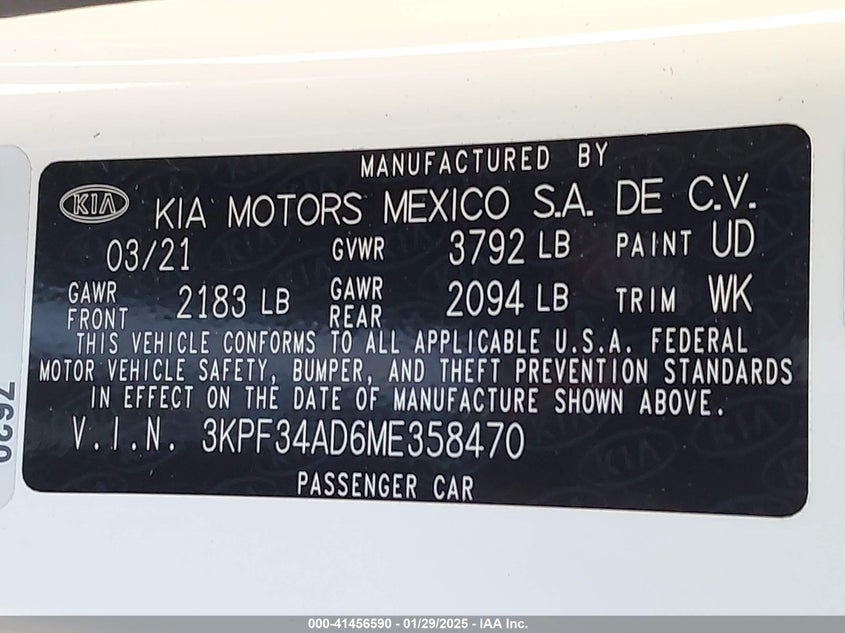 MANUFACTURED BY
KIA KIA MOTORS MEXICO S.A. DE C.V.
03/21 GVWR 3792 LB PAINT UD
GAWR FRONT 2183 LB GAWR REAR 2094 LB TRIM WK
THIS VEHICLE CONFORMS TO ALL APPLICABLE U.S.A. FEDERAL
MOTOR VEHICLE SAFETY, BUMPER, AND THEFT PREVENTION STANDARDS
IN EFFECT ON THE DATE OF MANUFACTURE SHOWN ABOVE.
V.I.N. 3KPF34AD6ME358470
PASSENGER CAR
000-41456590 - 01/29/2025 - IAA Inc.